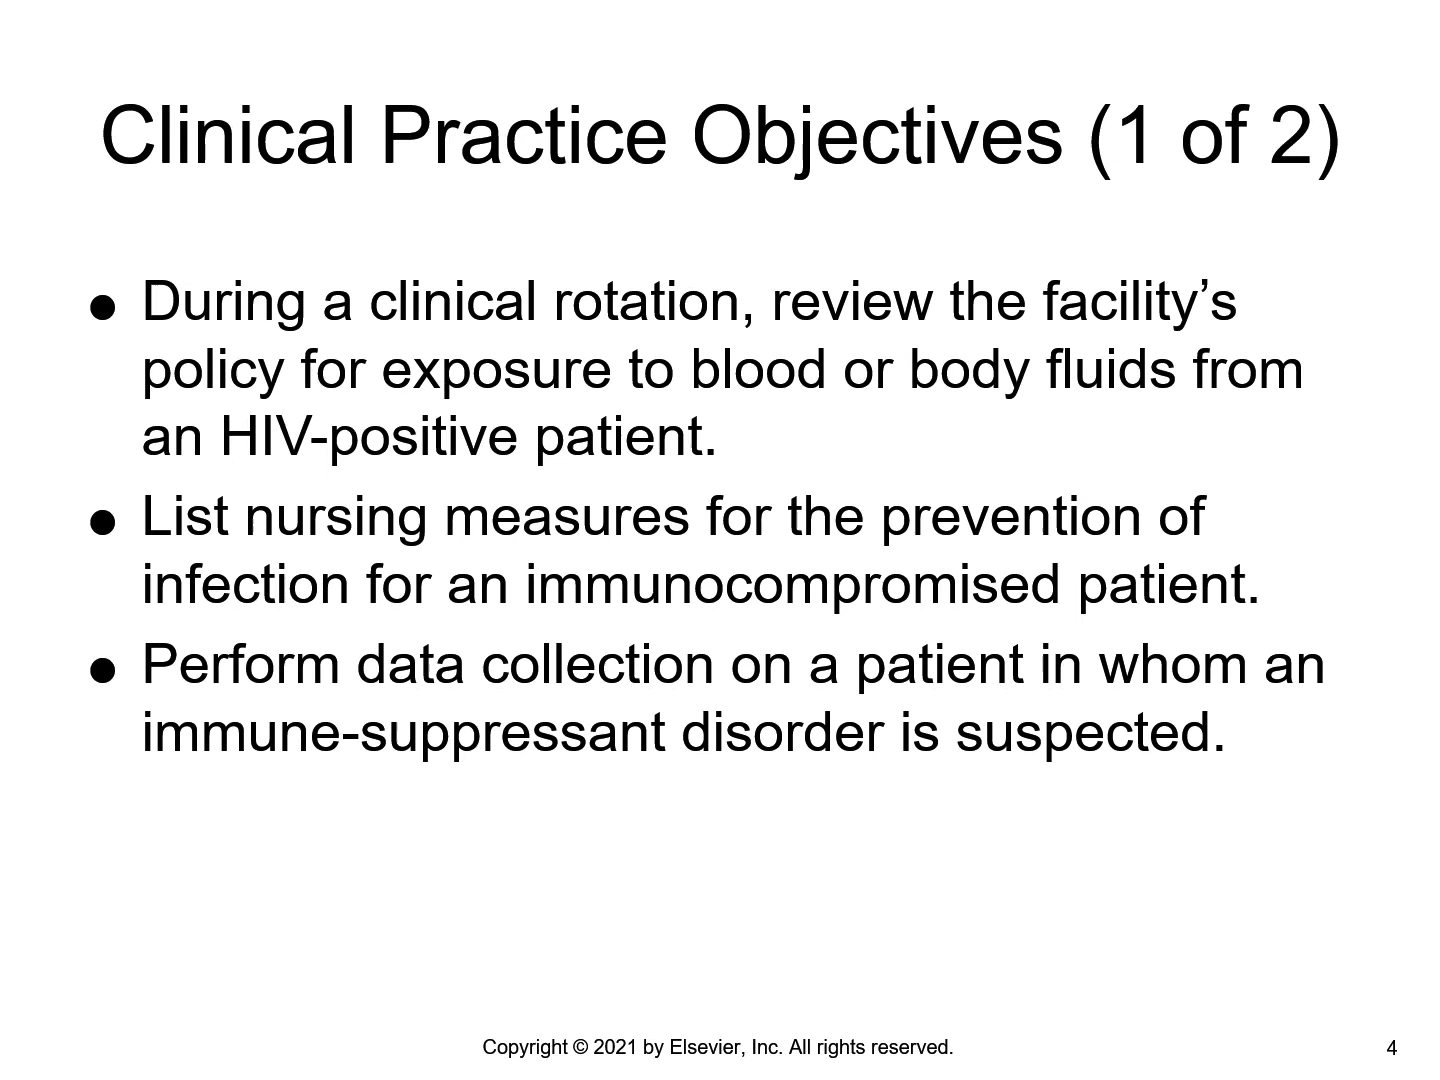 Clinical Practice Objectives (1 of 2)
● During a clinical rotation, review the facility’s
policy for exposure to blood or body fluids from
an HIV-positive patient.
● List nursing measures for the prevention of
infection for an immunocompromised patient.
● Perform data collection on a patient in whom an
immune-suppressant disorder is suspected.
Copyright © 2021 by Elsevier, Inc. All rights reserved.
4